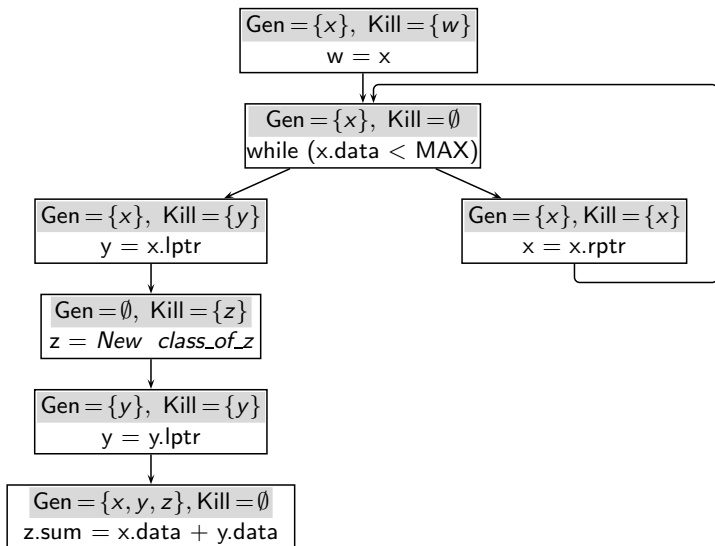 Gen = {x}, Kill = {w}
w = x
Gen = {x}, Kill = ∅
while (x.data < MAX)
Gen = {x}, Kill = {y}
y = x.lptr
Gen = {x}, Kill = {x}
x = x.rptr
Gen = ∅, Kill = {z}
z = New class_of_z
Gen = {y}, Kill = {y}
y = y.lptr
Gen = {x, y, z}, Kill = ∅
z.sum = x.data + y.data